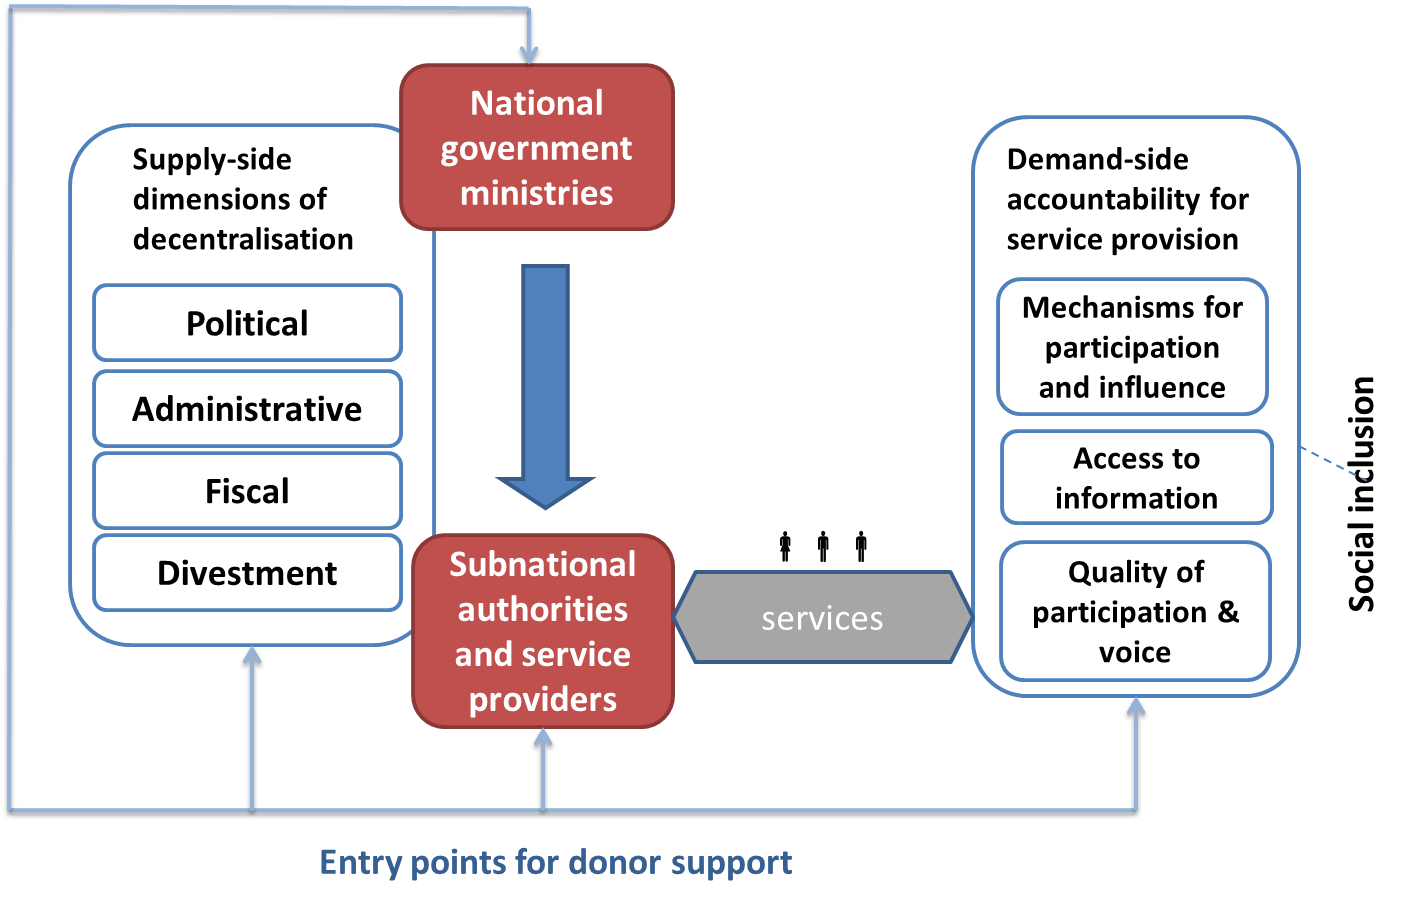 National
government
ministries
Supply-side
dimensions of
decentralisation
Political
Administrative
Fiscal
Divestment
Subnational
authorities
and service
providers
services
Demand-side
accountability for
service provision
Mechanisms for
participation
and influence
Access to
information
Quality of
participation &
voice
Social inclusion
Entry points for donor support